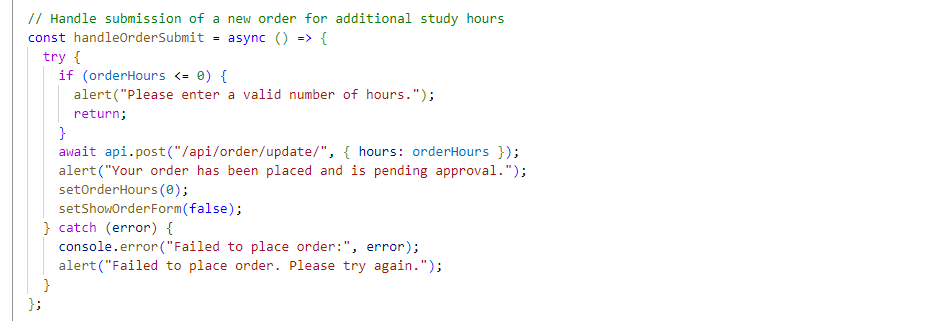 // Handle submission of a new order for additional study hours
const handleOrderSubmit = async () => {
try {
if (orderHours <= 0) {
alert("Please enter a valid number of hours.");
return;
}
await api.post("/api/order/update/", { hours: orderHours });
alert("Your order has been placed and is pending approval.");
setOrderHours(0);
setShowOrderForm(false);
} catch (error) {
console.error("Failed to place order:", error);
alert("Failed to place order. Please try again.");
}
};